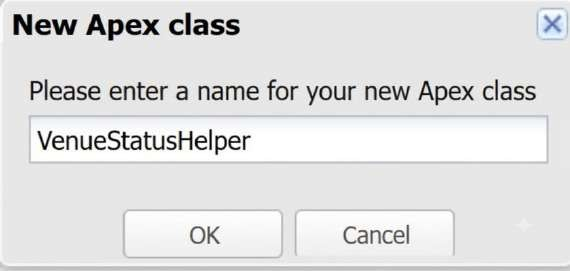 New Apex class
Please enter a name for your new Apex class
VenueStatusHelper
OK
Cancel